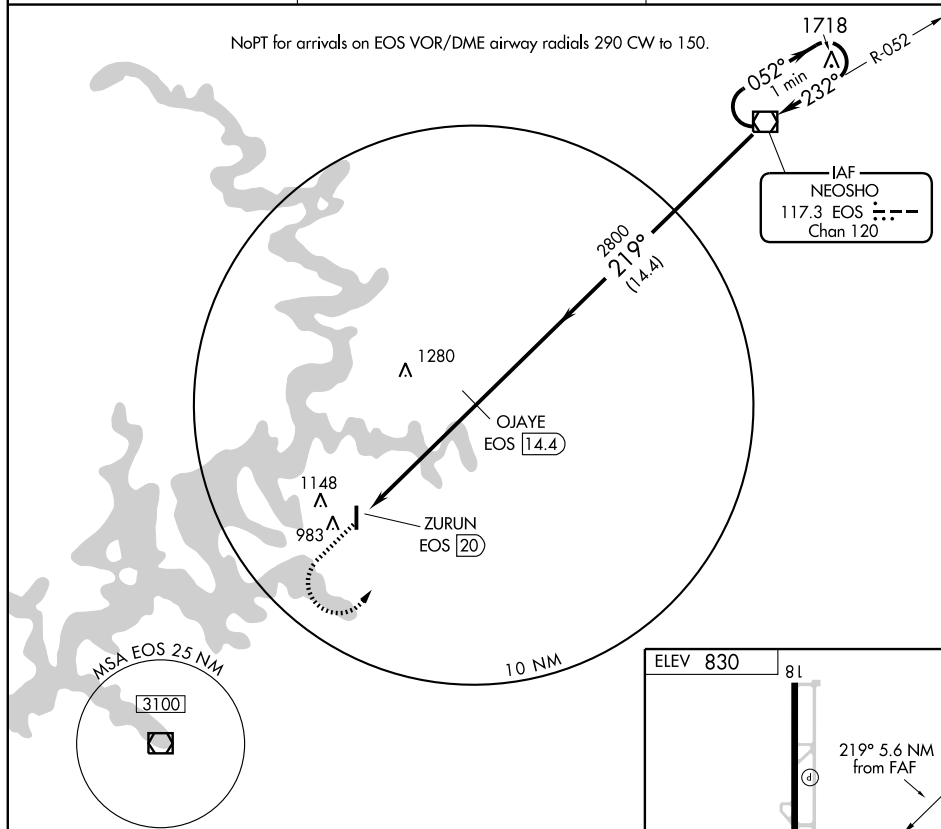 NoPT for arrivals on EOS VOR/DME airway radials 290 CW to 150.
1718
R-052
052°
1 min
232°
IAF
NEOSHO
117.3 EOS
Chan 120
2800
219°
(14.4)
1280
OJAYE
EOS 14.4
1148
983
ZURUN
EOS 20
10 NM
MSA EOS 25 NM
3100
ELEV 830
18
219° 5.6 NM
from FAF
P